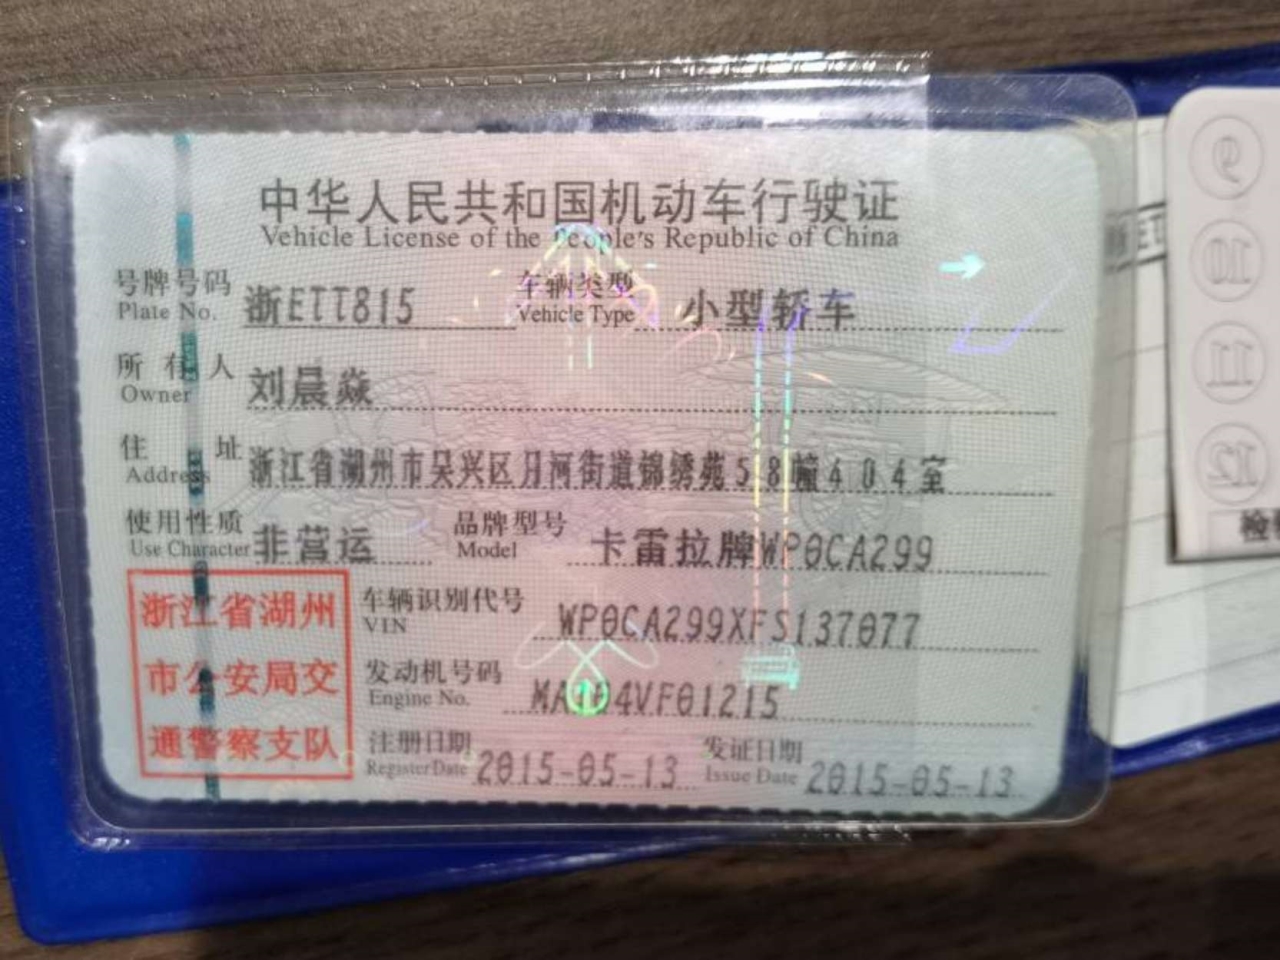 中华人民共和国机动车行驶证
Vehicle License of the People's Republic of China
号牌号码 浙ETT815 车辆类型 小型轿车
Plate No. Vehicle Type
所有人 刘晨焱
Owner
住址 浙江省湖州市吴兴区月河街道锦绣苑58幢404室
Address
使用性质 非营运 品牌型号 卡雷拉牌WP0CA299
Use Character Model
浙江省湖州
市公安局交
通警察支队
车辆识别代号 WP0CA299XFS137077
VIN
发动机号码
Engine No.
注册日期 2015-05-13 发证日期 2015-05-13
Register Date Issue Date
9
10
11
12